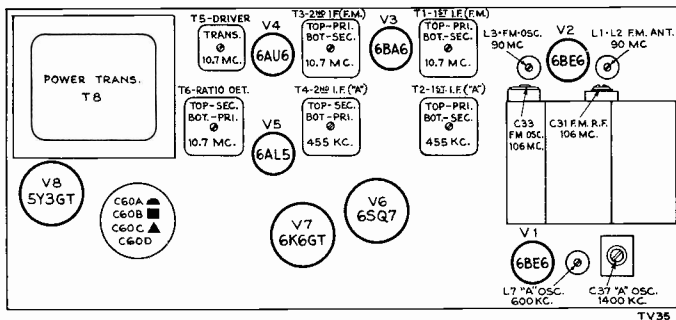 POWER TRANS.
T8
T5-DRIVER
TRANS.
10.7 MC.
V4
6AU6
T3-2ND IF(F.M.)
TOP-PRI.
BOT-SEC.
10.7 MC.
V3
6BA6
T1-1ST I.F. (F.M.)
TOP-PRI.
BOT.-SEC.
10.7 MC.
L3-FM-OSC.
90 MC
V2
6BE6
L1-L2 F.M. ANT.
90 MC
T6-RATIO DET.
TOP-SEC.
BOT.-PRI.
10.7 MC.
V5
6AL5
T4-2ND I.F. ("A")
TOP-SEC.
BOT-PRI.
455 KC.
T2-1ST. I.F. ("A")
TOP-PRI.
BOT.-SEC.
455 KC.
C33
FM OSC.
106 MC.
C31 F.M. R.F.
106 MC.
V8
5Y3GT
C60A
C60B
C60C
C60D
V7
6K6GT
V6
6SQ7
V1
6BE6
L7 "A" OSC.
600 KC.
C37 "A" OSC.
1400 KC.
TV35